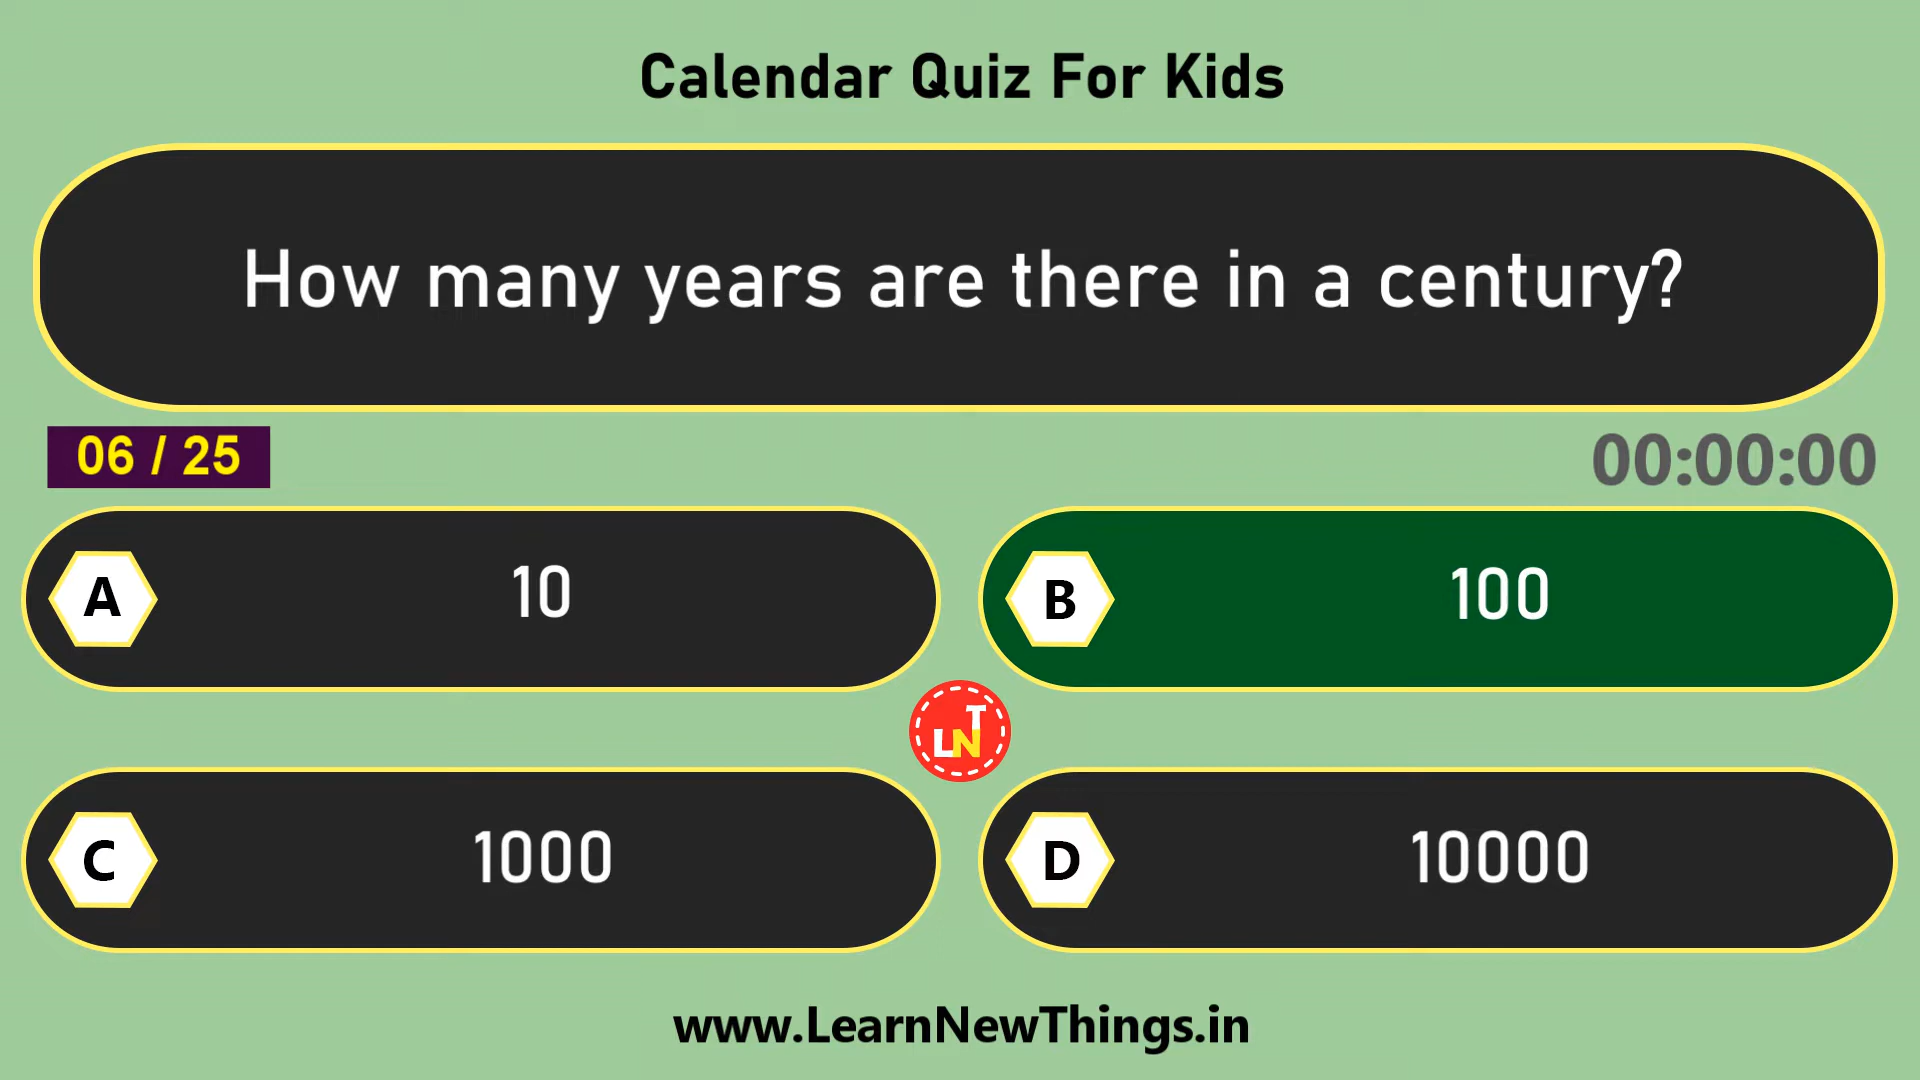 Calendar Quiz For Kids
How many years are there in a century?
06 / 25
00:00:00
A
10
B
100
LNT
C
1000
D
10000
www.LearnNewThings.in